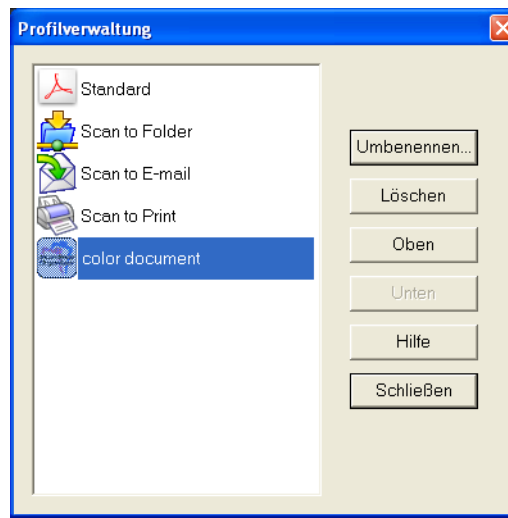 Profilverwaltung
Standard
Scan to Folder
Scan to E-mail
Scan to Print
color document
Umbenennen...
Löschen
Oben
Unten
Hilfe
Schließen